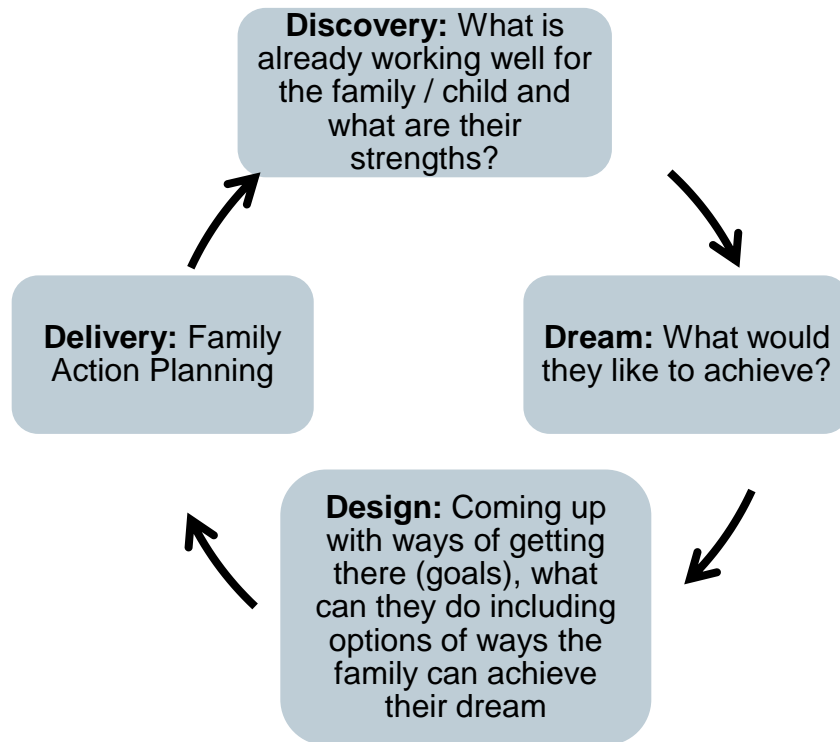 Discovery: What is
already working well for
the family / child and
what are their
strengths?
Dream: What would
they like to achieve?
Design: Coming up
with ways of getting
there (goals), what
can they do including
options of ways the
family can achieve
their dream
Delivery: Family
Action Planning